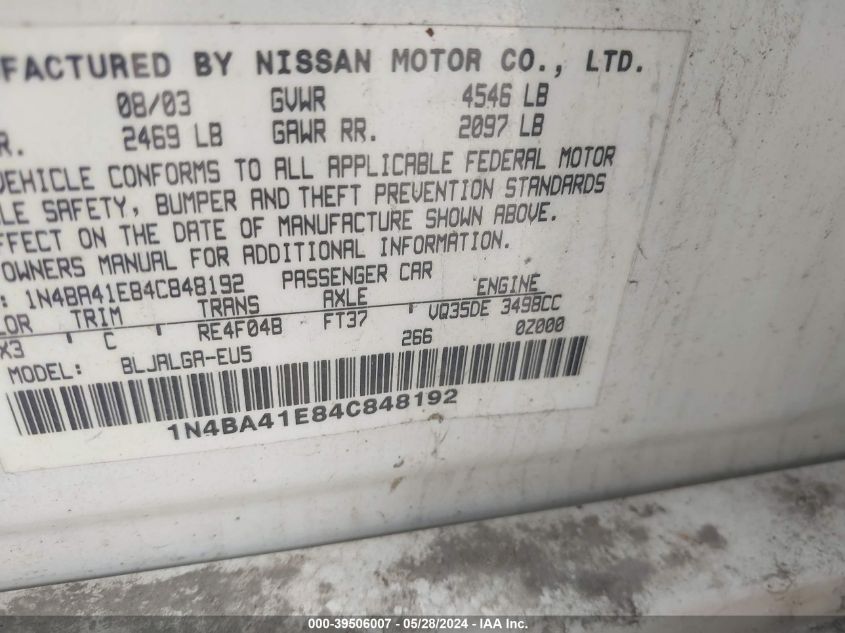 FACTURED BY NISSAN MOTOR CO., LTD.
08/03 GVWR 4546 LB
R. 2469 LB GAWR RR. 2097 LB
VEHICLE CONFORMS TO ALL APPLICABLE FEDERAL MOTOR
LE SAFETY, BUMPER AND THEFT PREVENTION STANDARDS
FFECT ON THE DATE OF MANUFACTURE SHOWN ABOVE.
OWNERS MANUAL FOR ADDITIONAL INFORMATION.
: 1N4BA41E84C848192 PASSENGER CAR
LOR TRIM TRANS AXLE ENGINE
X3 ' C ' RE4F04B FT37 ' VQ35DE 3498CC
MODEL: BLJALGA-EU5 266 0Z000
1N4BA41E84C848192
000-39506007 - 05/28/2024 - IAA Inc.